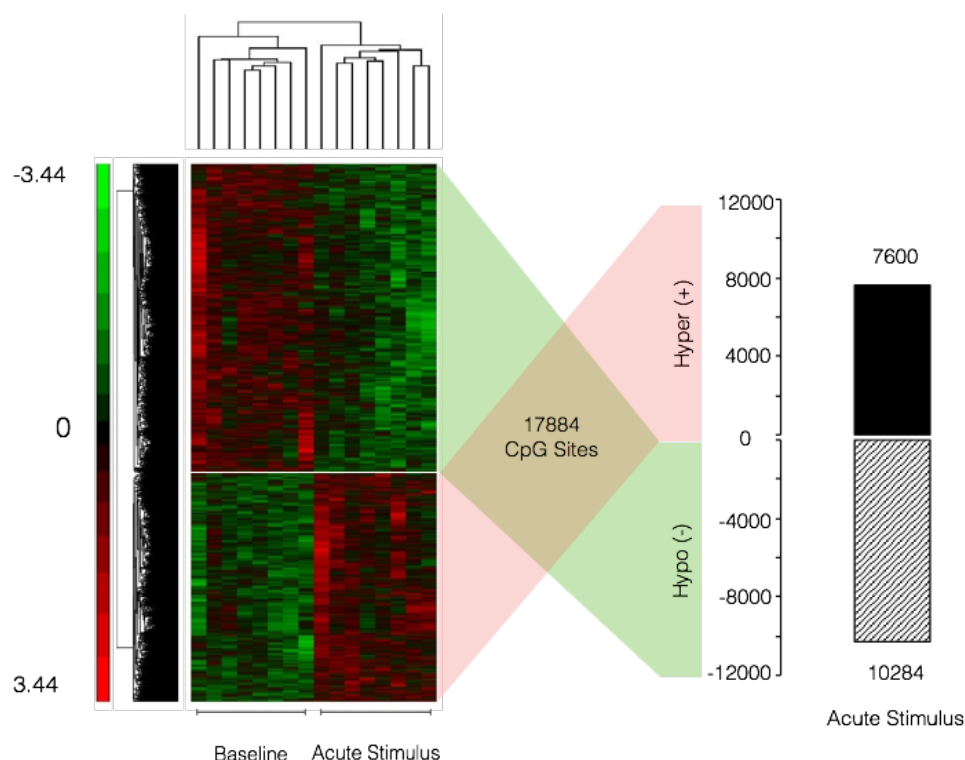 -3.44
0
3.44
Baseline
Acute Stimulus
17884
CpG Sites
Hyper (+)
Hypo (-)
12000
8000
4000
0
-4000
-8000
-12000
7600
10284
Acute Stimulus